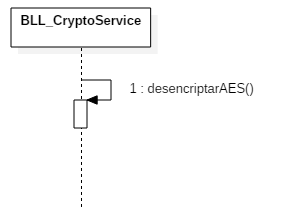 BLL_CryptoService
1 : desencriptarAES()